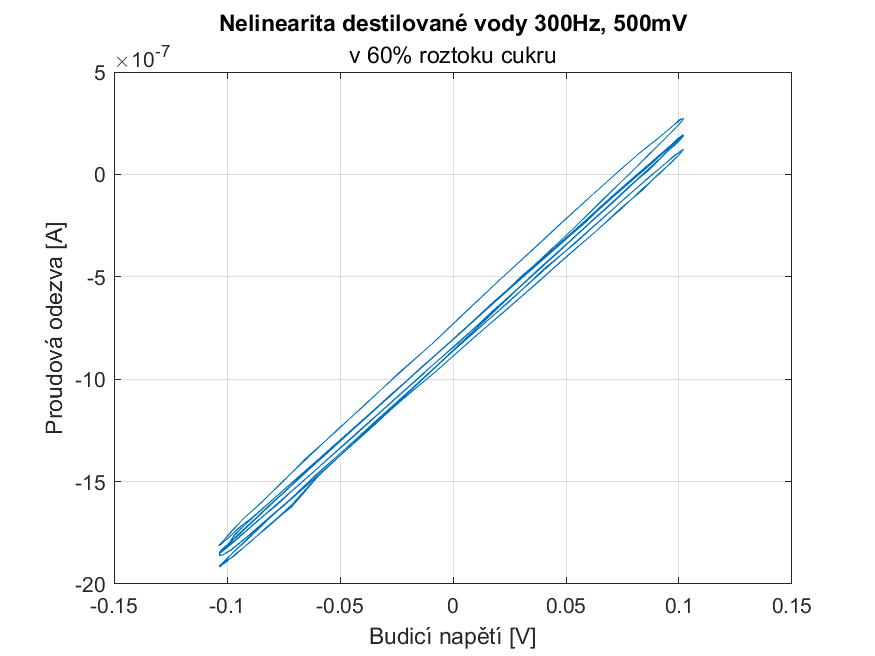 Nelinearita destilované vody 300Hz, 500mV
v 60% roztoku cukru
×10^-7
5
0
-5
-10
-15
-20
-0.15 -0.1 -0.05 0 0.05 0.1 0.15
Proudová odezva [A]
Budicí napětí [V]